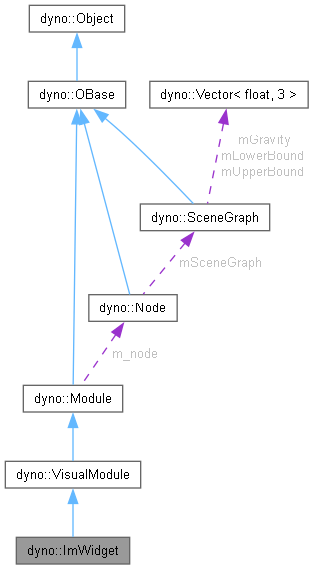 dyno::Object
dyno::OBase
dyno::Vector< float, 3 >
mGravity
mLowerBound
mUpperBound
dyno::SceneGraph
mSceneGraph
dyno::Node
m_node
dyno::Module
dyno::VisualModule
dyno::ImWidget